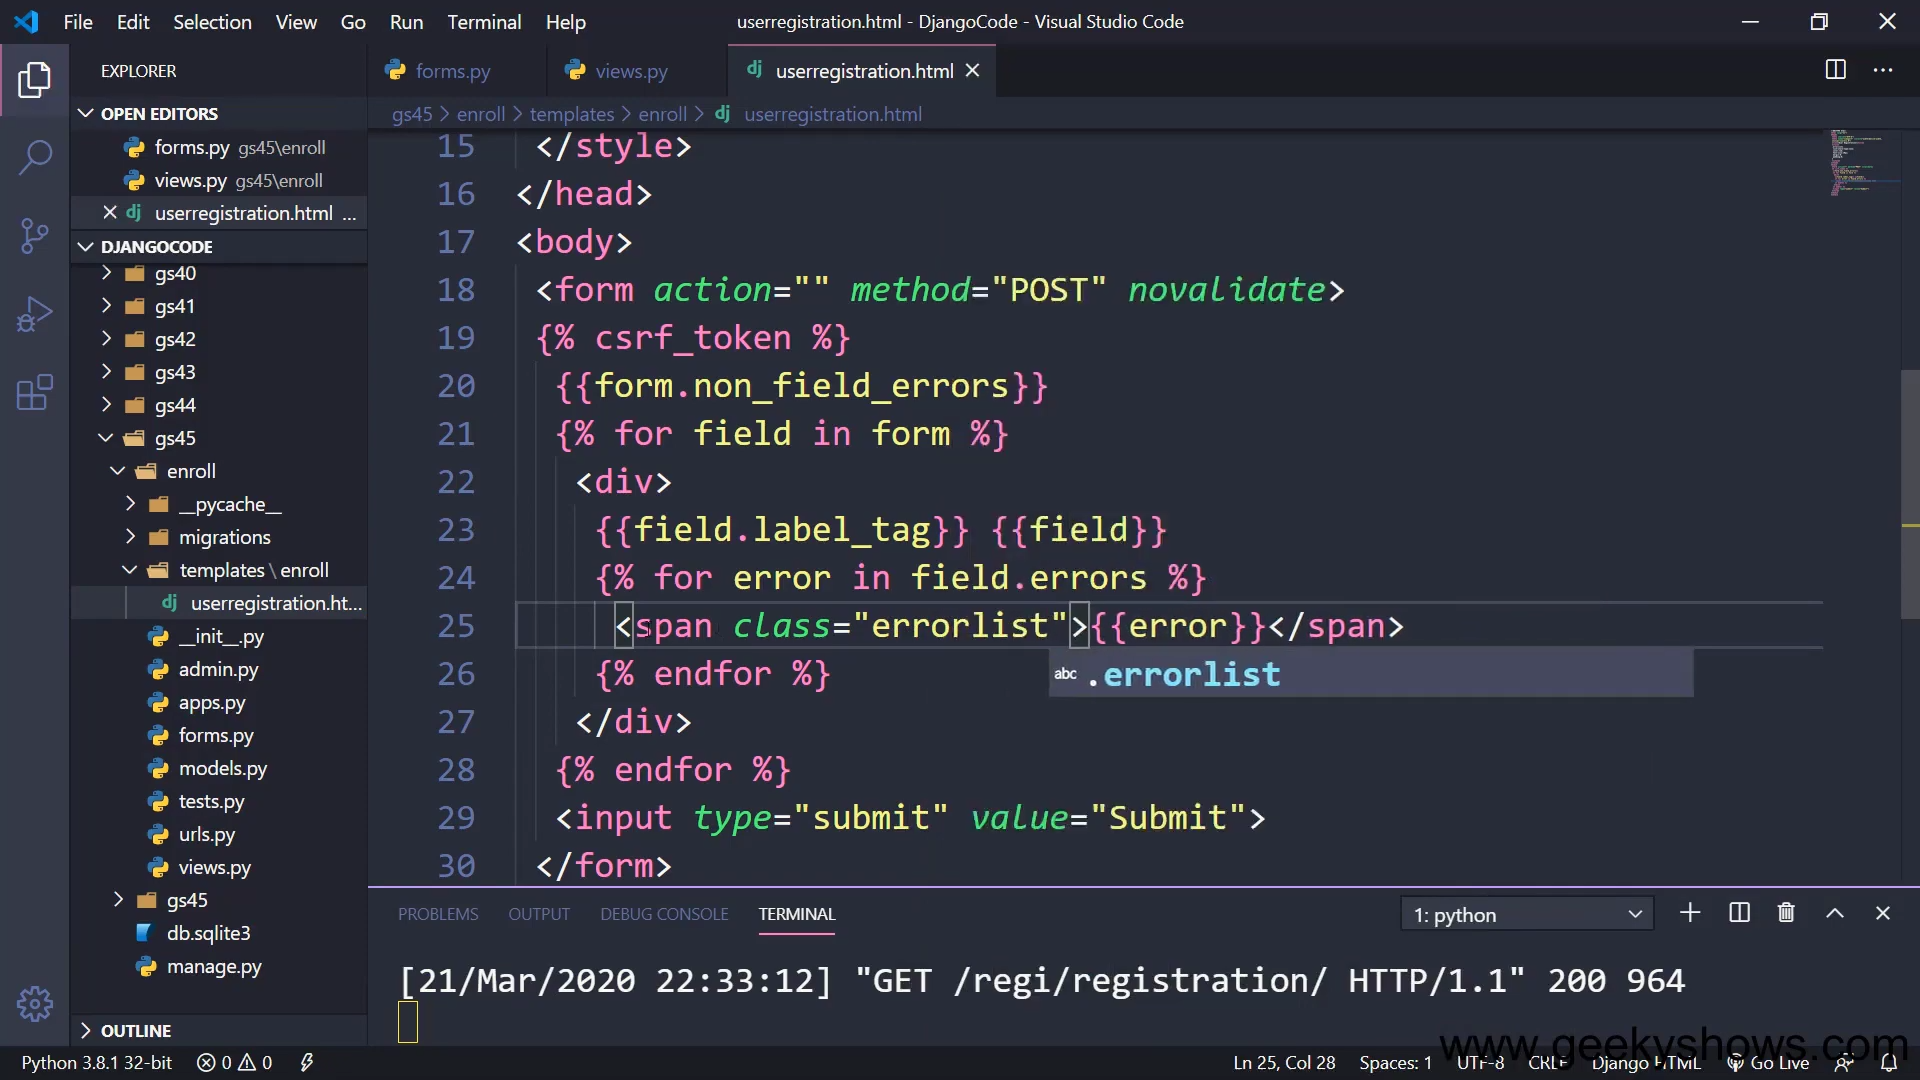 File Edit Selection View Go Run Terminal Help
userregistration.html - DjangoCode - Visual Studio Code
EXPLORER
OPEN EDITORS
forms.py gs45\enroll
views.py gs45\enroll
userregistration.html ...
DJANGOCODE
gs40
gs41
gs42
gs43
gs44
gs45
enroll
__pycache__
migrations
templates \ enroll
userregistration.ht...
__init__.py
admin.py
apps.py
forms.py
models.py
tests.py
urls.py
views.py
gs45
db.sqlite3
manage.py
OUTLINE
forms.py views.py userregistration.html
gs45 > enroll > templates > enroll > userregistration.html
15 </style>
16 </head>
17 <body>
18 <form action="" method="POST" novalidate>
19 {% csrf_token %}
20 {{form.non_field_errors}}
21 {% for field in form %}
22 <div>
23 {{field.label_tag}} {{field}}
24 {% for error in field.errors %}
25 <span class="errorlist">{{error}}</span>
abc .errorlist
26 {% endfor %}
27 </div>
28 {% endfor %}
29 <input type="submit" value="Submit">
30 </form>
PROBLEMS OUTPUT DEBUG CONSOLE TERMINAL
1: python
[21/Mar/2020 22:33:12] "GET /regi/registration/ HTTP/1.1" 200 964
www.geekyshows.com
Python 3.8.1 32-bit 0 0 Ln 25, Col 28 Spaces: 1 UTF-8 CRLF Django HTML Go Live